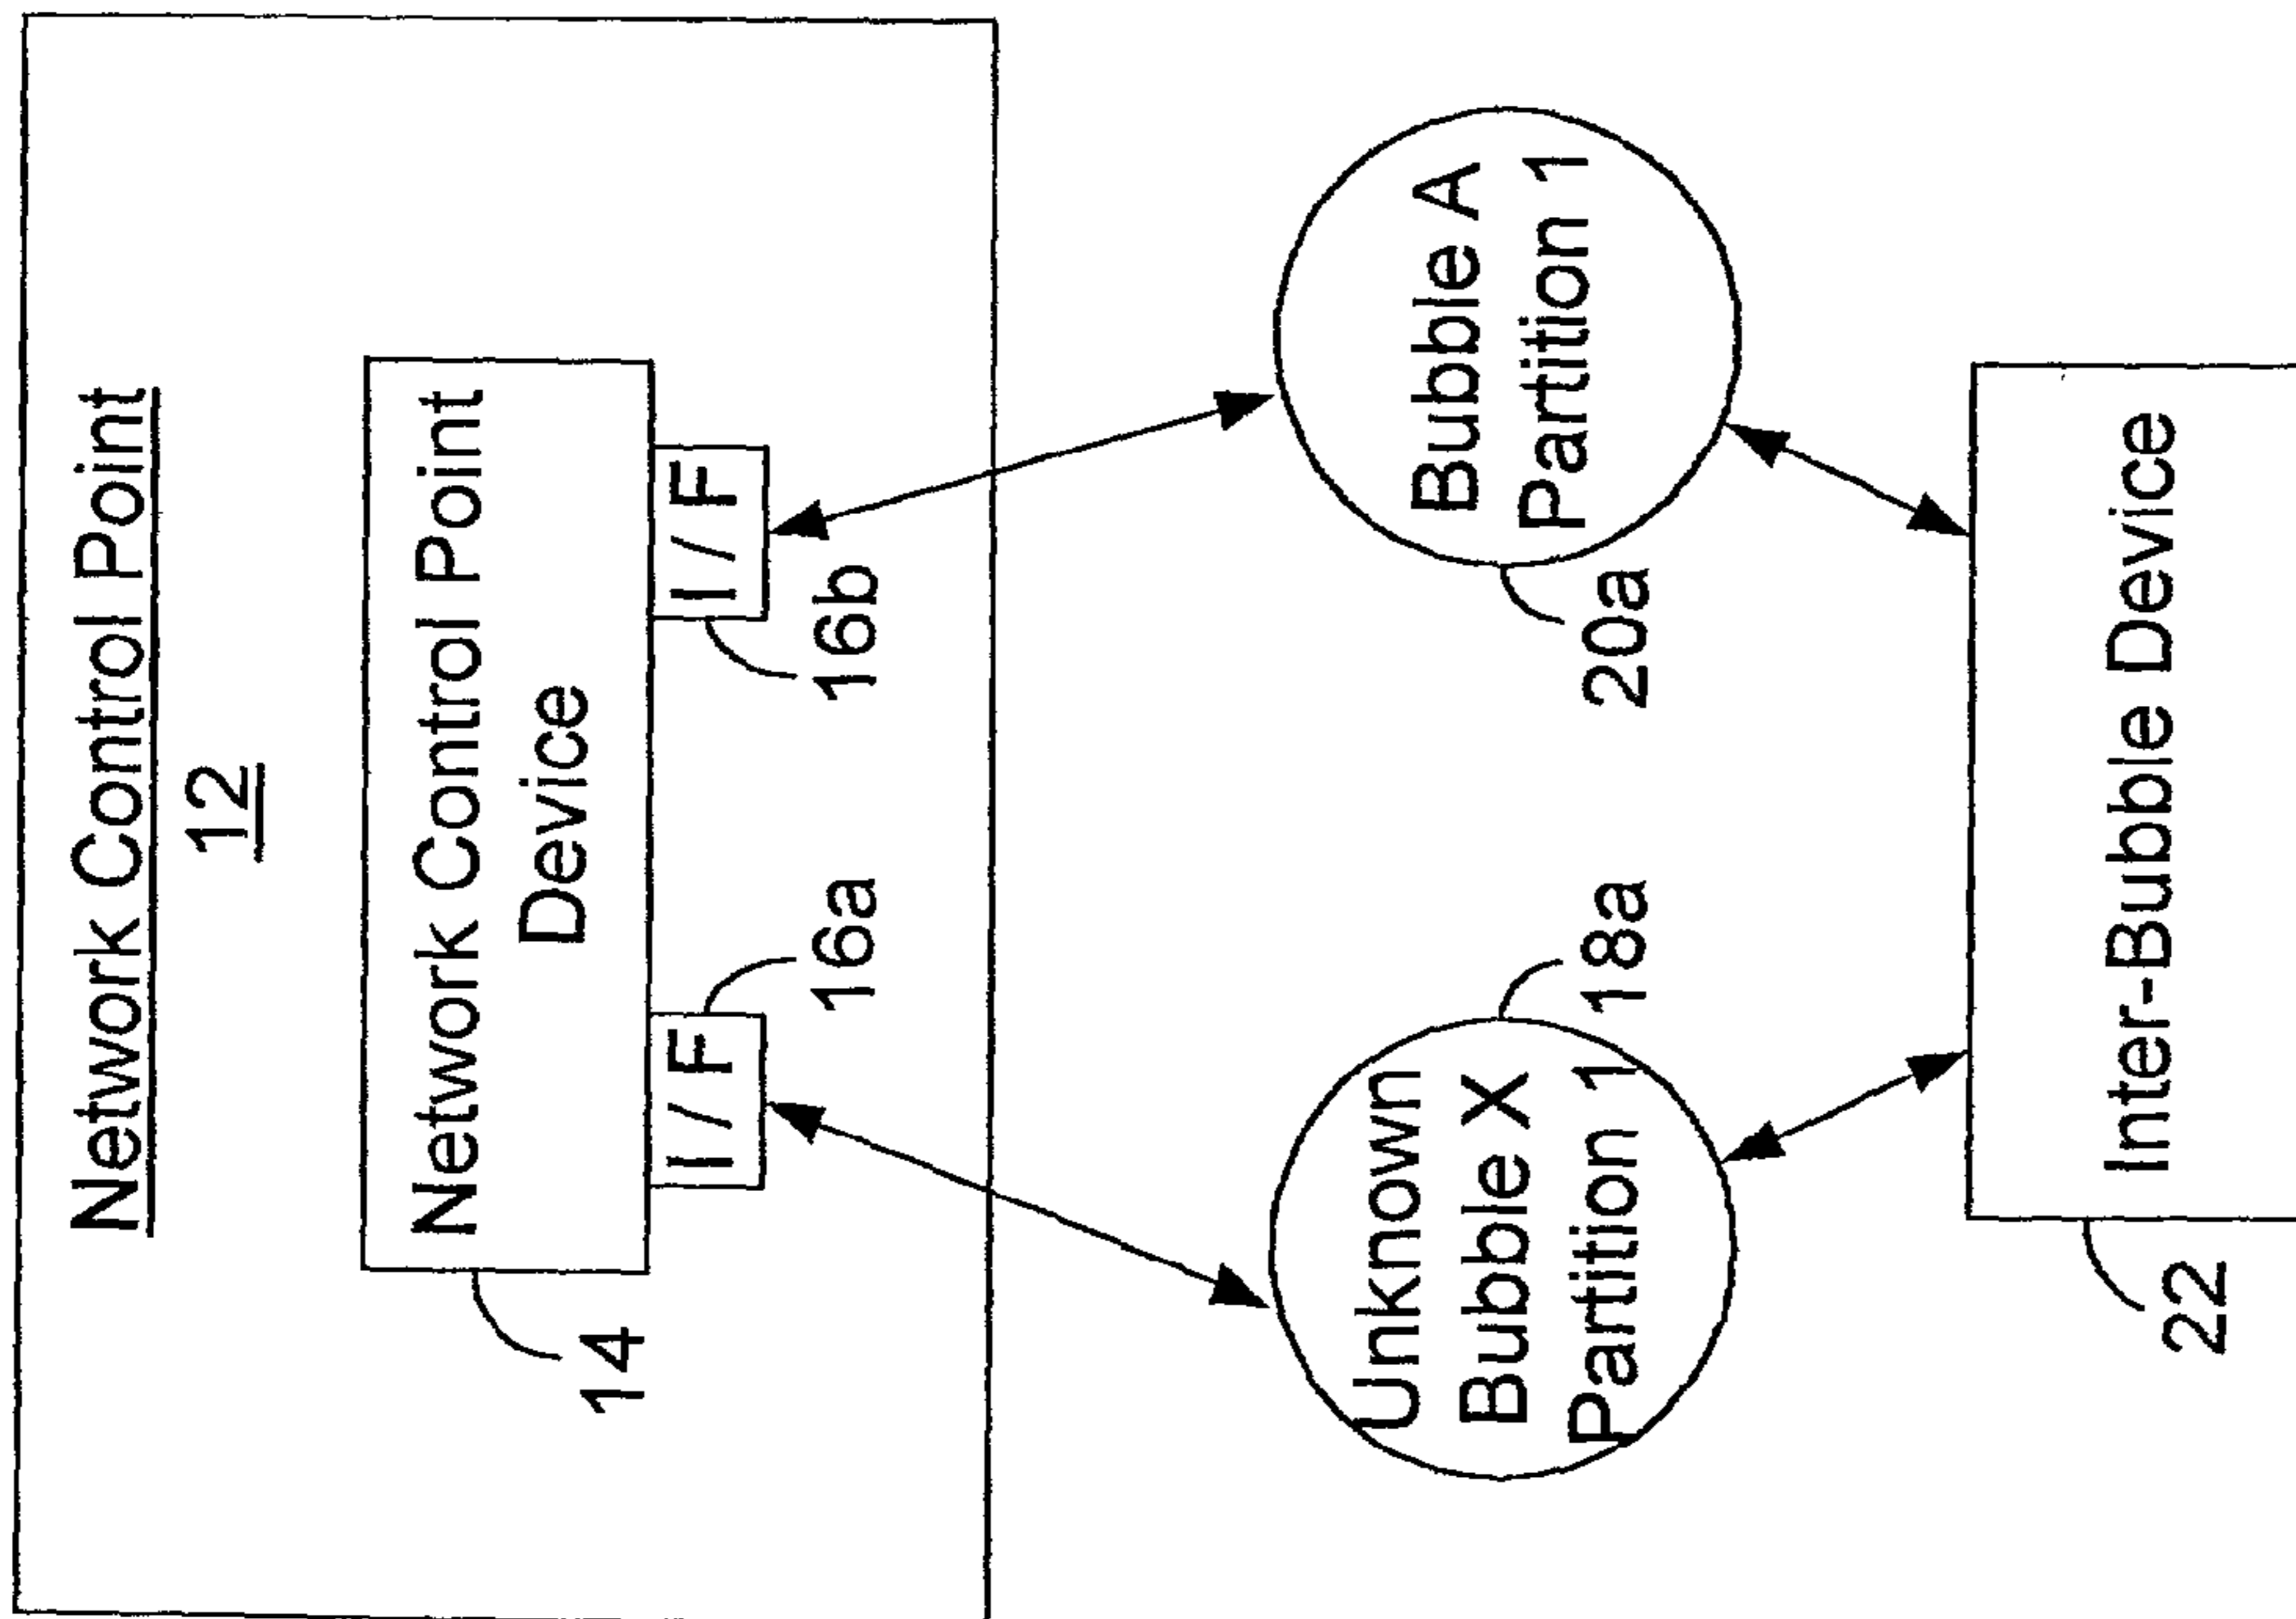 Network Control Point
12
14
Network Control Point
Device
I / F
16a
I / F
16b
Unknown
Bubble X
Partition 1
18a
Bubble A
Partition 1
20a
22
Inter-Bubble Device